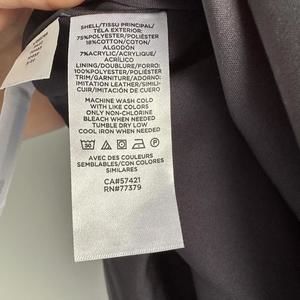 SHELL/TISSU PRINCIPAL/
TELA EXTERIOR:
75%POLYESTER/POLIÉSTER
18%COTTON/COTON/
ALGODÓN
7%ACRYLIC/ACRYLIQUE/
ACRÍLICO
LINING/DOUBLURE/FORRO:
100%POLYESTER/POLIÉSTER
TRIM/GARNITURE/ADORNO:
IMITATION LEATHER/SIMILI-
CUIR/IMITACIÓN DE CUERO
MACHINE WASH COLD
WITH LIKE COLORS
ONLY NON-CHLORINE
BLEACH WHEN NEEDED
TUMBLE DRY LOW
COOL IRON WHEN NEEDED
30
AVEC DES COULEURS
SEMBLABLES/CON COLORES
SIMILARES
CA#57421
RN#77379